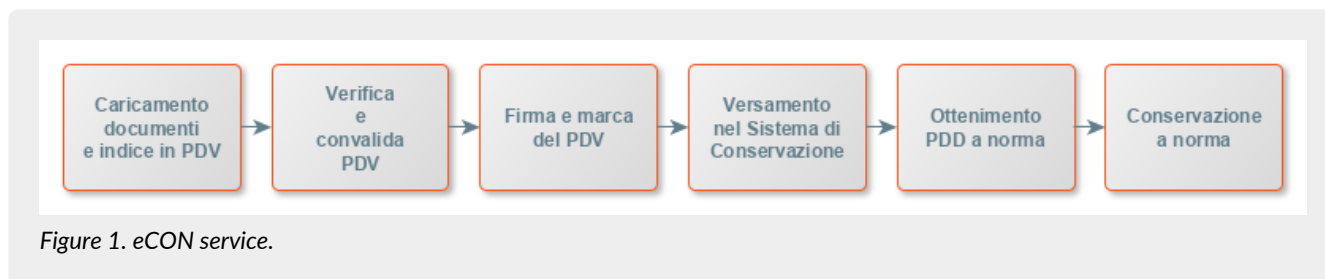 Caricamento
documenti
e indice in PDV
Verifica
e
convalida
PDV
Firma e marca
del PDV
Versamento
nel Sistema di
Conservazione
Ottenimento
PDD a norma
Conservazione
a norma
Figure 1. eCON service.